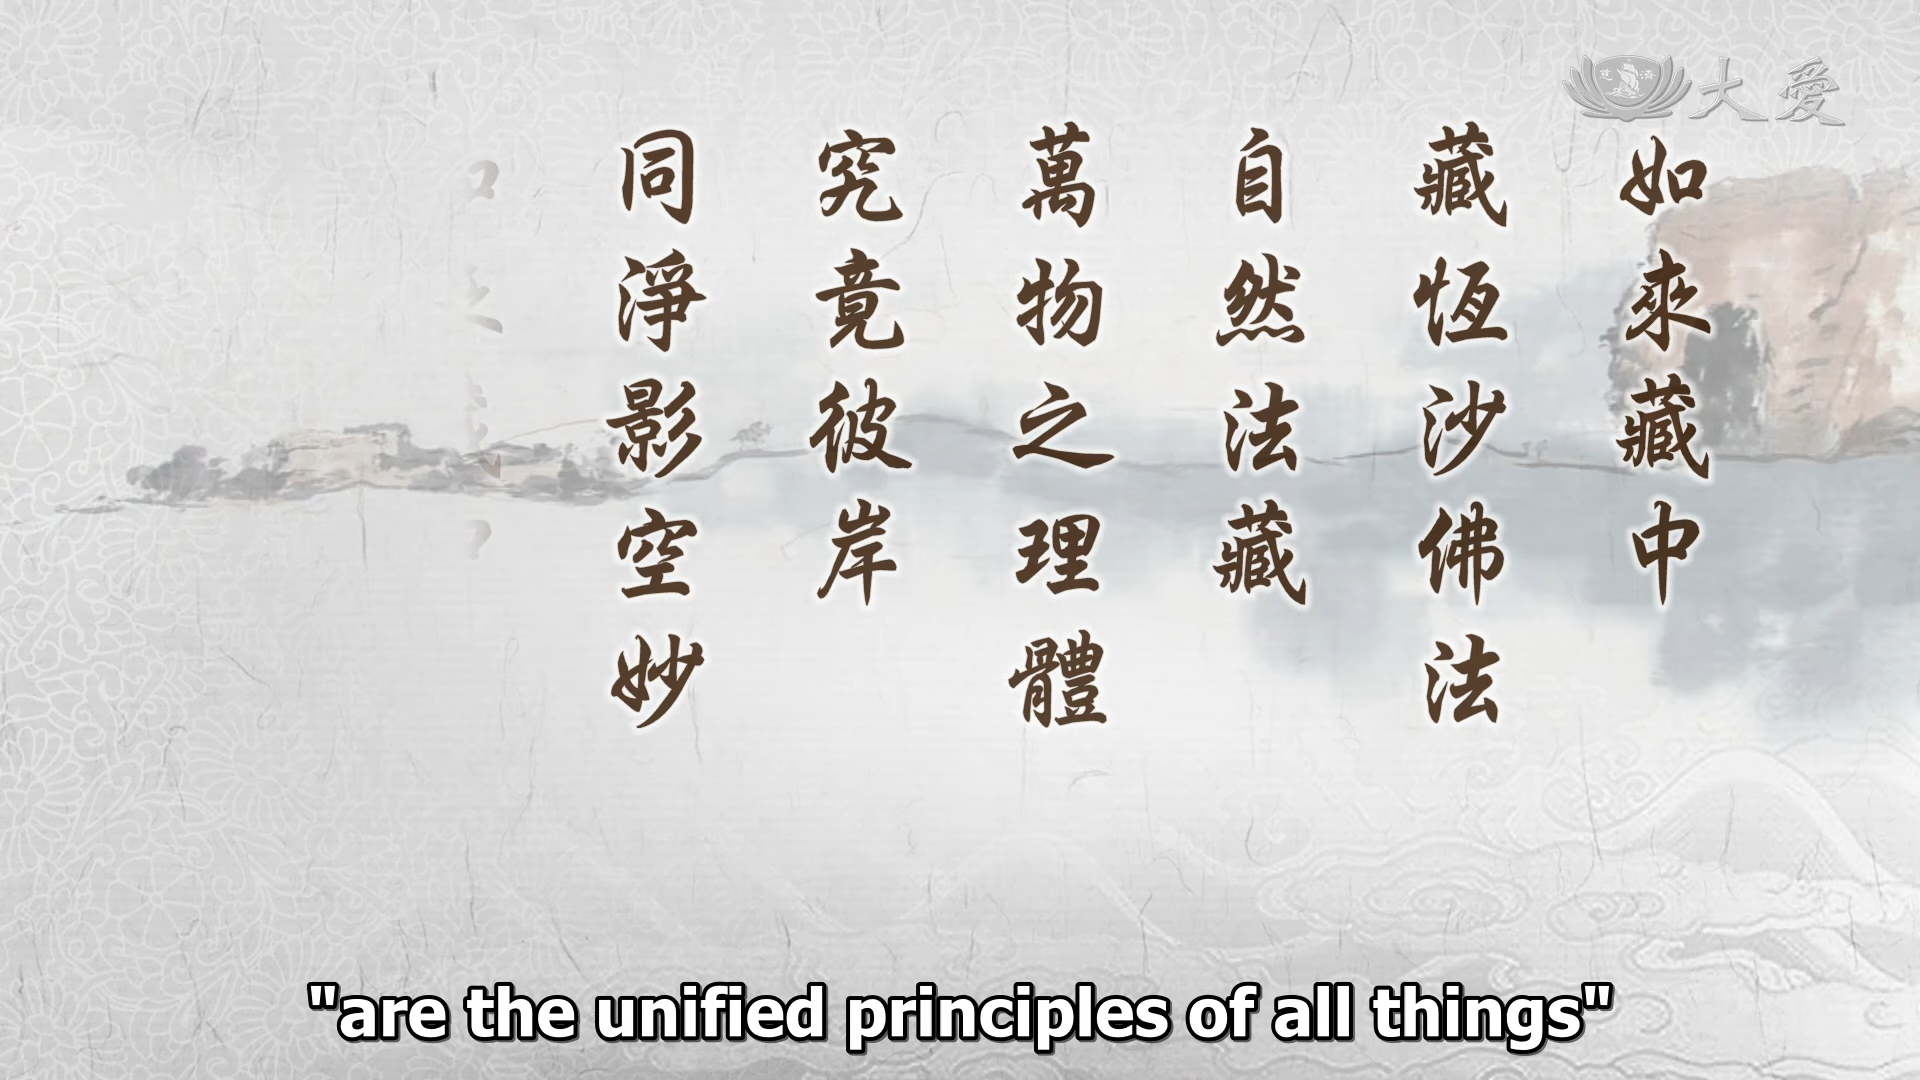 大愛
如來藏中
藏恆沙佛法
自然法藏
萬物之理體
究竟彼岸
同淨影空妙
"are the unified principles of all things"